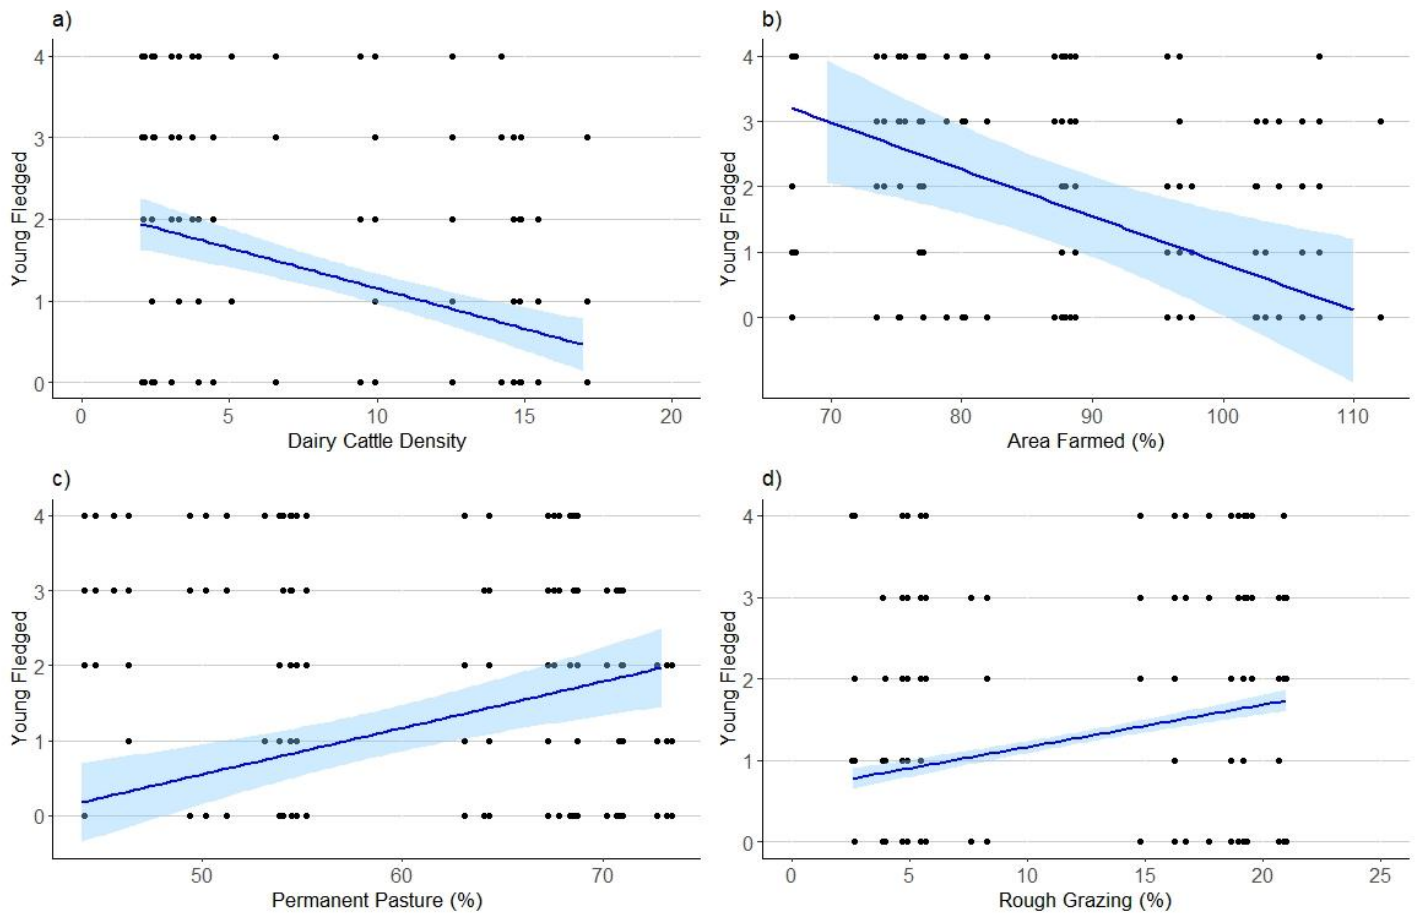 a)
4
3
2
1
0
Young Fledged
0 5 10 15 20
Dairy Cattle Density
b)
4
3
2
1
0
Young Fledged
70 80 90 100 110
Area Farmed (%)
c)
4
3
2
1
0
Young Fledged
50 60 70
Permanent Pasture (%)
d)
4
3
2
1
0
Young Fledged
0 5 10 15 20 25
Rough Grazing (%)